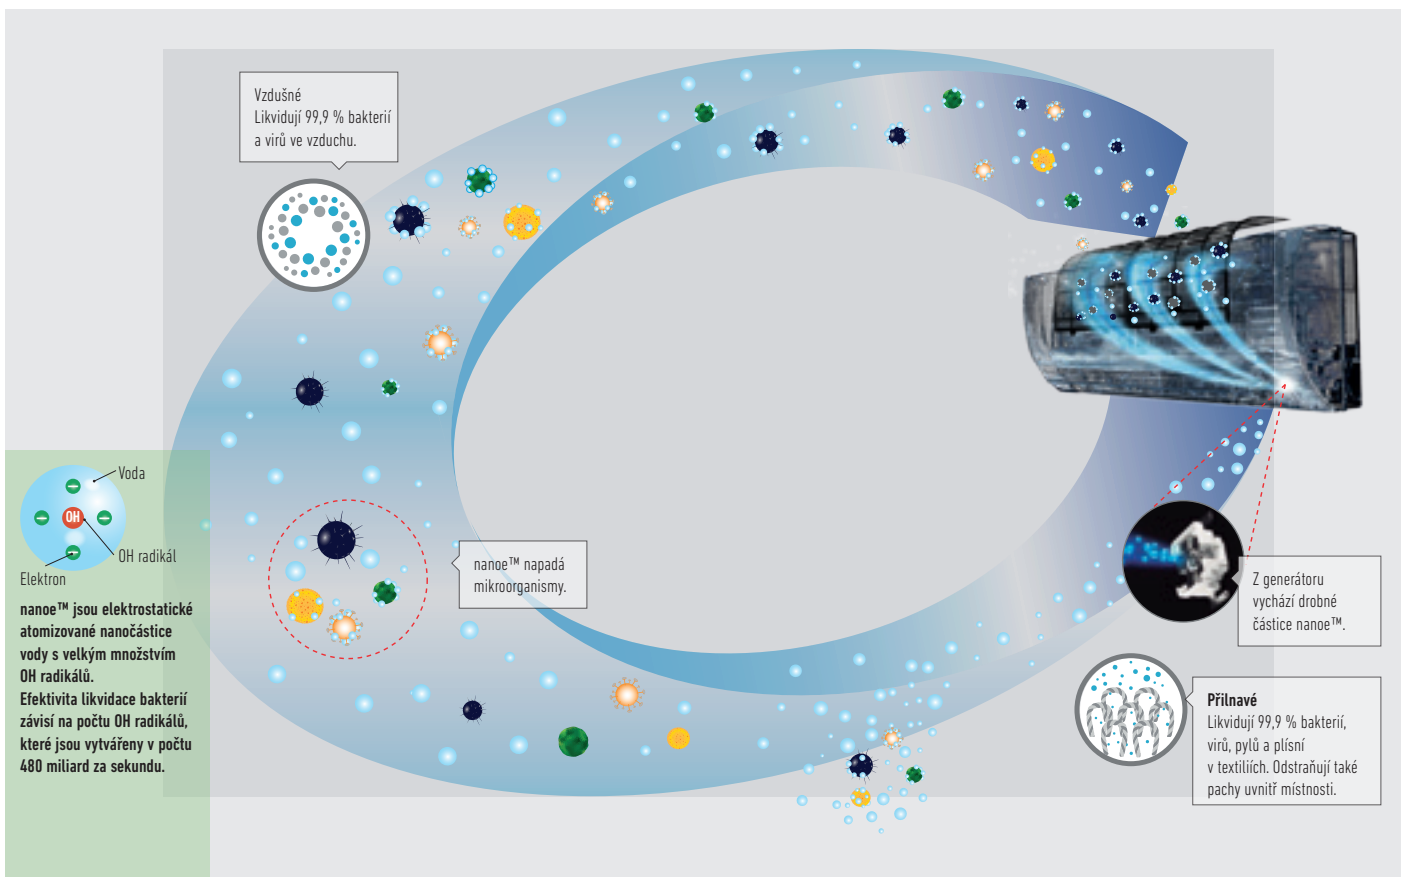 Vzdušné
Likvidují 99,9 % bakterií
a virů ve vzduchu.
Voda
OH
OH radikál
Elektron
nanoe™ jsou elektrostatické
atomizované nanočástice
vody s velkým množstvím
OH radikálů.
Efektivita likvidace bakterií
závisí na počtu OH radikálů,
které jsou vytvářeny v počtu
480 miliard za sekundu.
nanoe™ napadá
mikroorganismy.
Z generátoru
vychází drobné
částice nanoe™.
Přilnavé
Likvidují 99,9 % bakterií,
virů, pylů a plísní
v textiliích. Odstraňují také
pachy uvnitř místnosti.